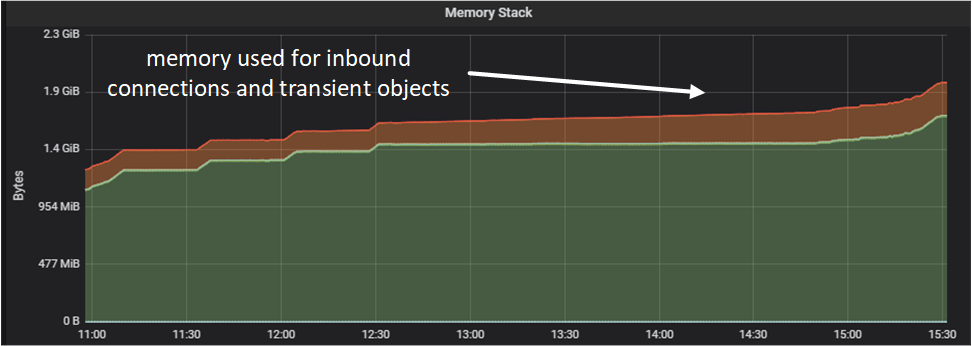 Memory Stack
2.3 GiB
memory used for inbound
connections and transient objects
1.9 GiB
1.4 GiB
Bytes
954 MiB
477 MiB
0 B
11:00 11:30 12:00 12:30 13:00 13:30 14:00 14:30 15:00 15:30